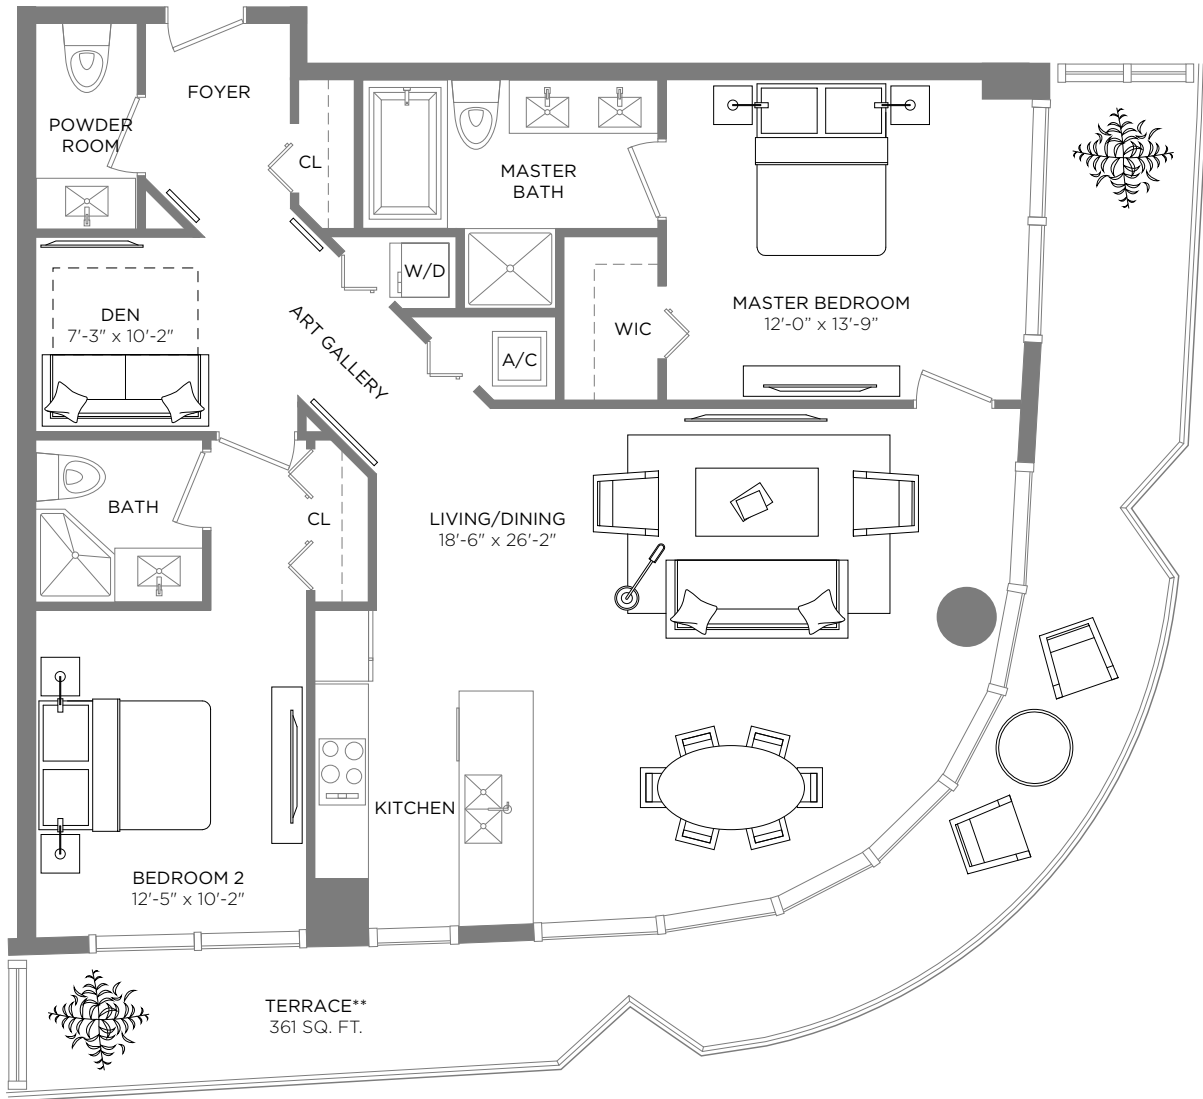 FOYER
POWDER
ROOM
CL
MASTER
BATH
W/D
DEN
7'-3" x 10'-2"
ART GALLERY
A/C
WIC
MASTER BEDROOM
12'-0” x 13'-9”
BATH
CL
LIVING/DINING
18'-6" x 26'-2"
KITCHEN
BEDROOM 2
12'-5" x 10'-2"
TERRACE**
361 SQ. FT.